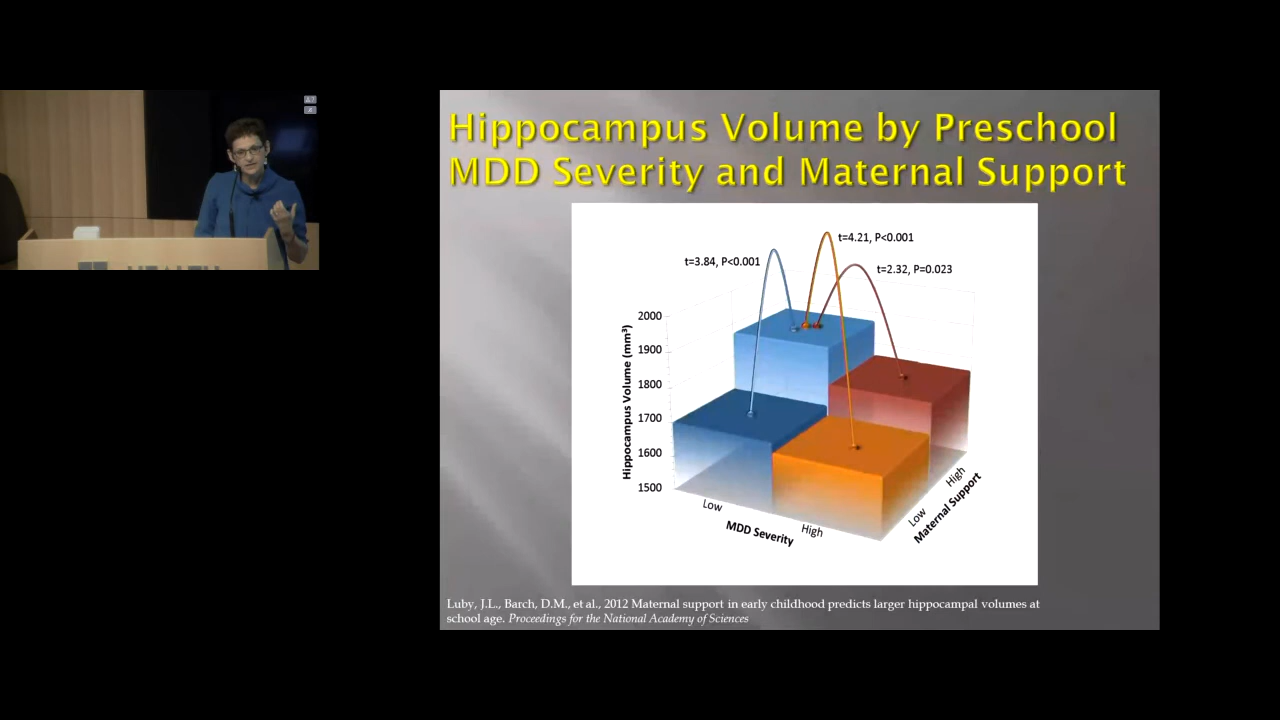 Hippocampus Volume by Preschool
MDD Severity and Maternal Support
t=4.21, P<0.001
t=3.84, P<0.001
t=2.32, P=0.023
Hippocampus Volume (mm³)
2000
1900
1800
1700
1600
1500
Low
High
MDD Severity
Low
High
Maternal Support
Luby, J.L., Barch, D.M., et al., 2012 Maternal support in early childhood predicts larger hippocampal volumes at
school age. Proceedings for the National Academy of Sciences